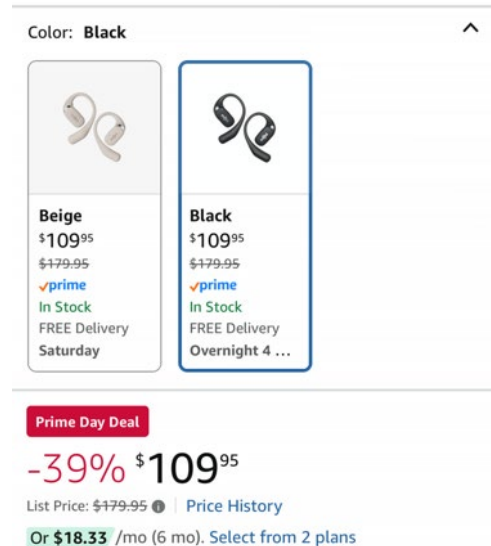 Color: Black
Beige
$109.95
$179.95
prime
In Stock
FREE Delivery
Saturday
Black
$109.95
$179.95
prime
In Stock
FREE Delivery
Overnight 4 ...
Prime Day Deal
-39% $109.95
List Price: $179.95 Price History
Or $18.33 /mo (6 mo). Select from 2 plans